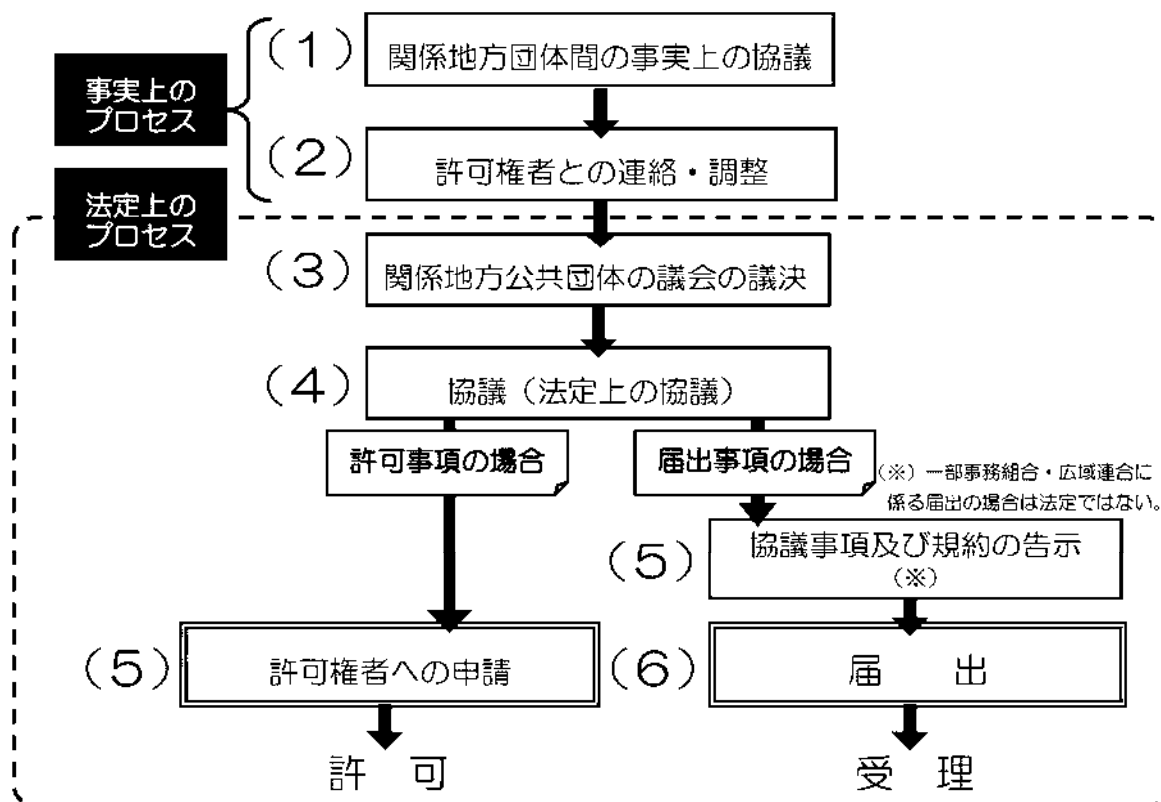 事実上の
プロセス
(1)
関係地方団体間の事実上の協議
(2)
許可権者との連絡・調整
法定上の
プロセス
(3)
関係地方公共団体の議会の議決
(4)
協議(法定上の協議)
許可事項の場合
届出事項の場合
(※)一部事務組合・広域連合に
係る届出の場合は法定ではない。
(5)
協議事項及び規約の告示
(※)
(5)
許可権者への申請
(6)
届 出
許 可
受 理